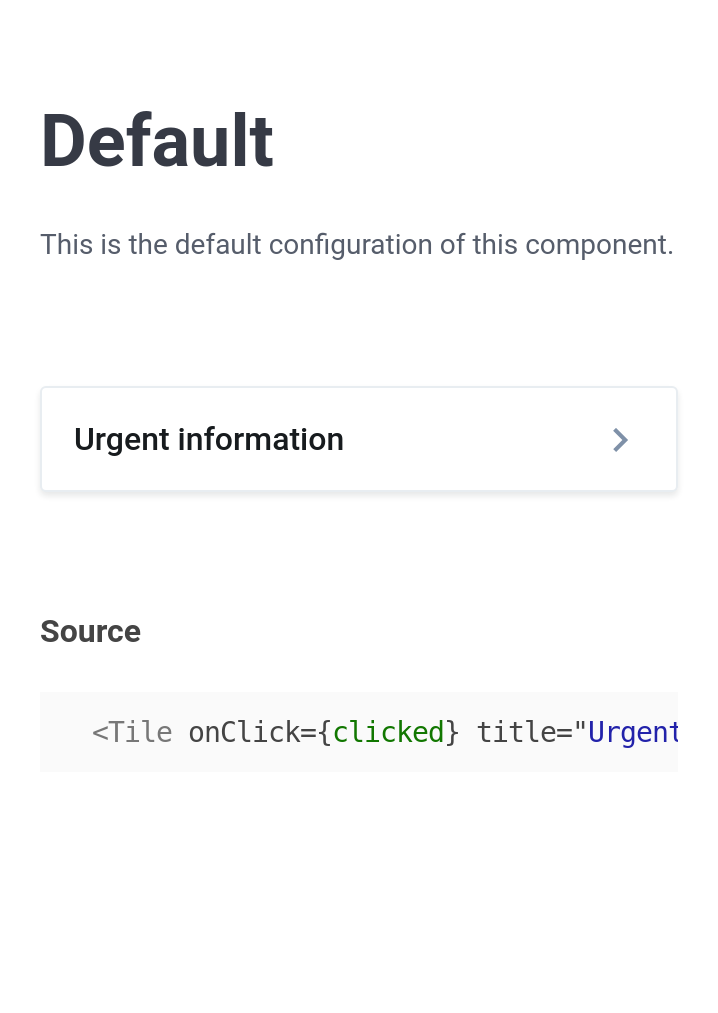 Default
This is the default configuration of this component.
Urgent information
Source
<Tile onClick={clicked} title="Urgent